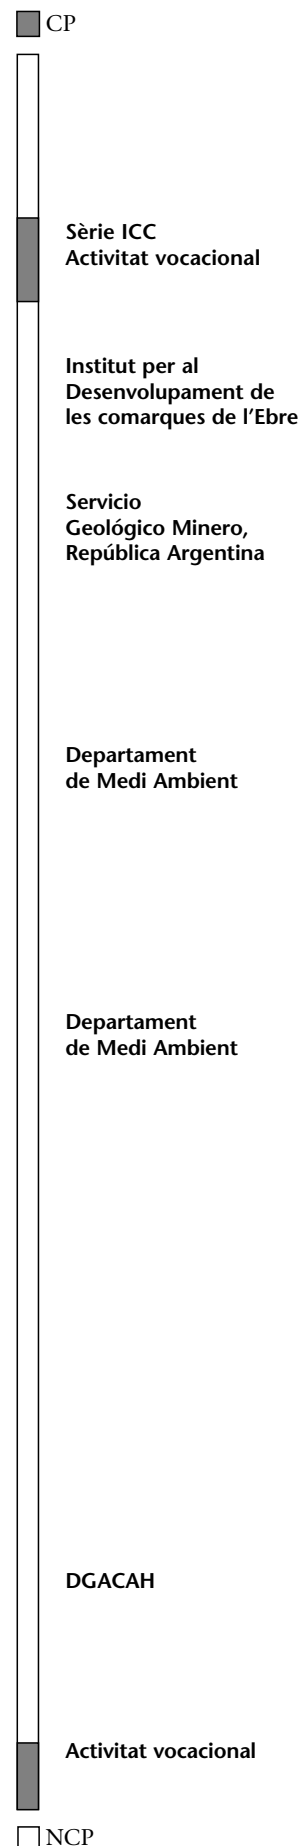 CP
Sèrie ICC
Activitat vocacional
Institut per al
Desenvolupament de
les comarques de l'Ebre
Servicio
Geológico Minero,
República Argentina
Departament
de Medi Ambient
Departament
de Medi Ambient
DGACAH
Activitat vocacional
NCP